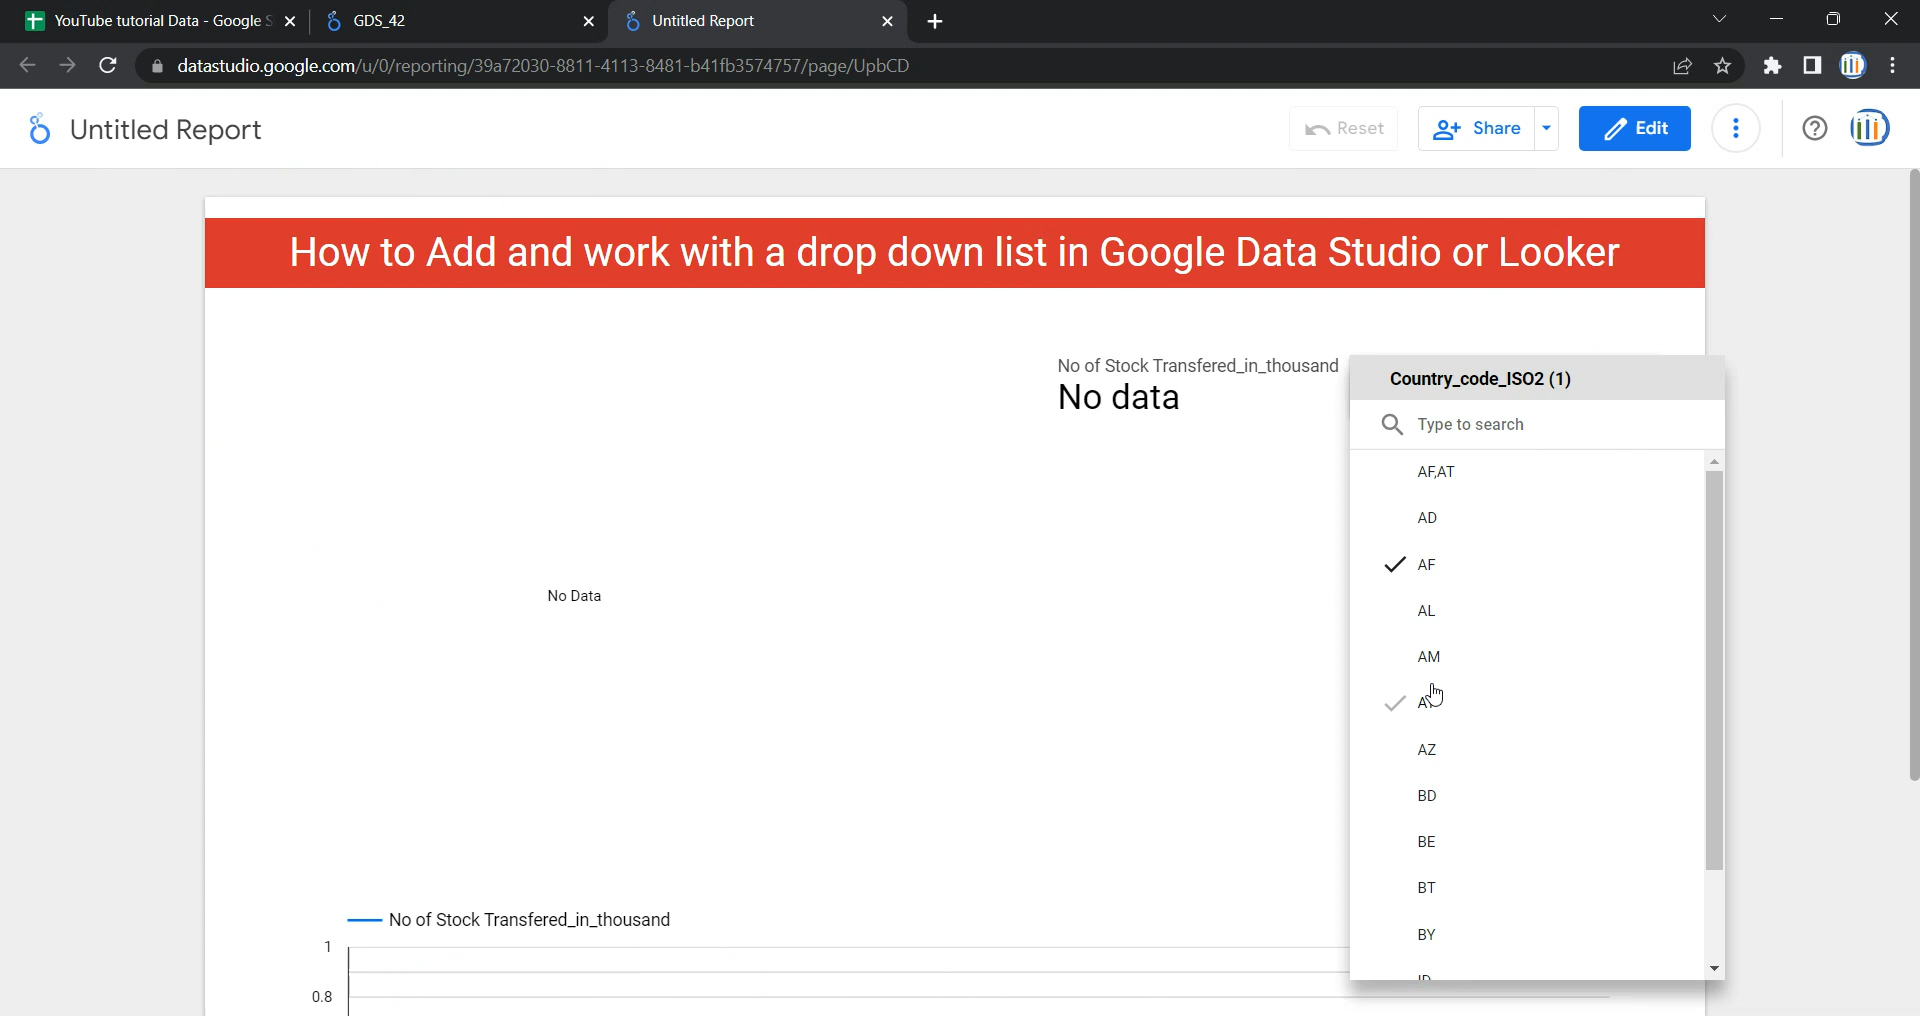 YouTube tutorial Data - Google S
GDS_42
Untitled Report
datastudio.google.com/u/0/reporting/39a72030-8811-4113-8481-b41fb3574757/page/UpbCD
Untitled Report
Reset
Share
Edit
How to Add and work with a drop down list in Google Data Studio or Looker
No of Stock Transfered_in_thousand
No data
Country_code_ISO2 (1)
Type to search
AF,AT
AD
AF
AL
AM
AZ
BD
BE
BT
BY
No Data
No of Stock Transfered_in_thousand
1
0.8